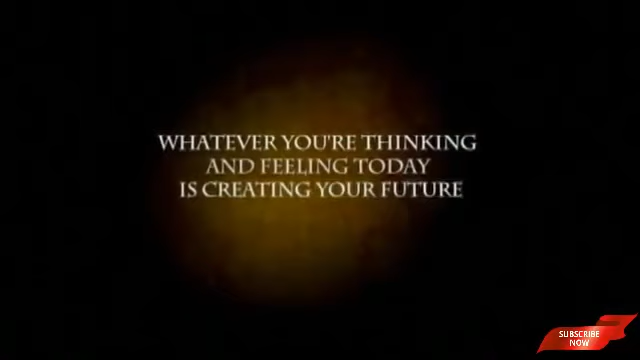 WHATEVER YOU'RE THINKING
AND FEELING TODAY
IS CREATING YOUR FUTURE
SUBSCRIBE
NOW